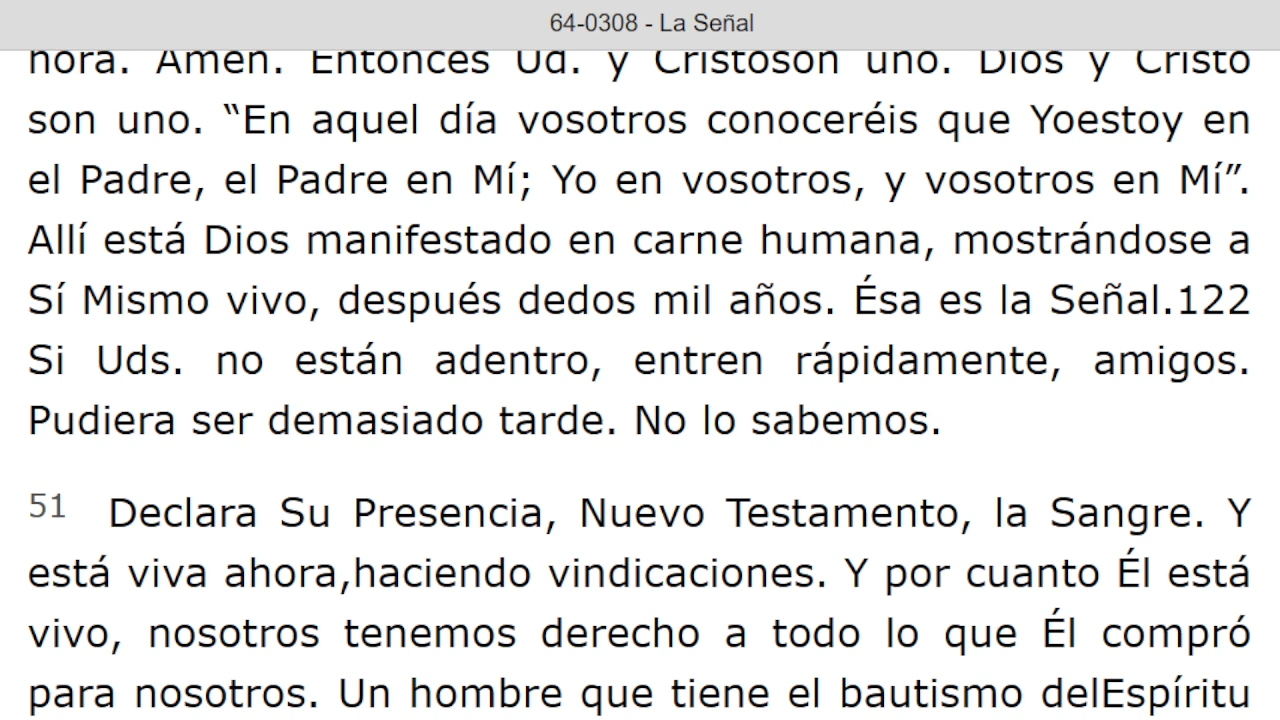 64-0308 - La Señal
hora. Amén. Entonces Ud. y Cristoson uno. Dios y Cristo
son uno. “En aquel día vosotros conoceréis que Yoestoy en
el Padre, el Padre en Mí; Yo en vosotros, y vosotros en Mí”.
Allí está Dios manifestado en carne humana, mostrándose a
Sí Mismo vivo, después dedos mil años. Ésa es la Señal.122
Si Uds. no están adentro, entren rápidamente, amigos.
Pudiera ser demasiado tarde. No lo sabemos.
51 Declara Su Presencia, Nuevo Testamento, la Sangre. Y
está viva ahora,haciendo vindicaciones. Y por cuanto Él está
vivo, nosotros tenemos derecho a todo lo que Él compró
para nosotros. Un hombre que tiene el bautismo delEspíritu